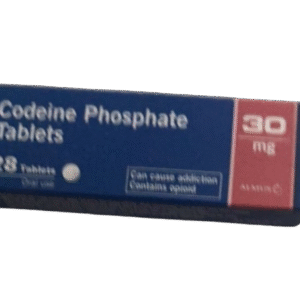 Codeine Phosphate
Tablets
30
mg
28 Tablets
Oral use
Can cause addiction
Contains opioid
ALMUS